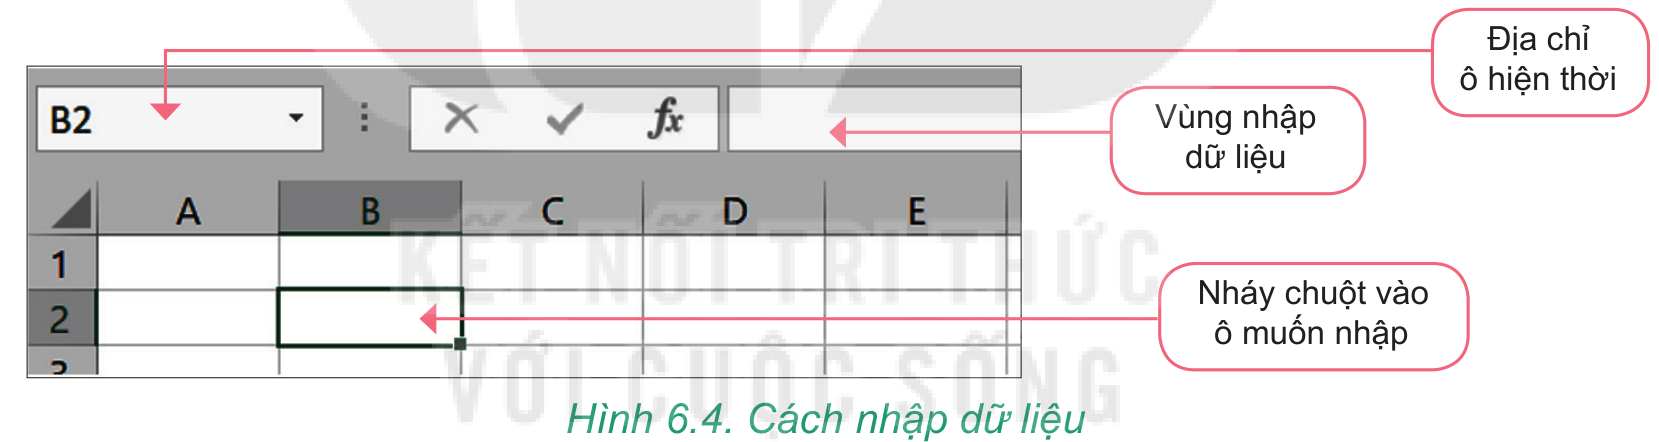 Địa chỉ
ô hiện thời
B2
fx
Vùng nhập
dữ liệu
A B C D E
1
2
3
Nháy chuột vào
ô muốn nhập
KẾT NỐI TRI THỨC
VỚI CUỘC SỐNG
Hình 6.4. Cách nhập dữ liệu